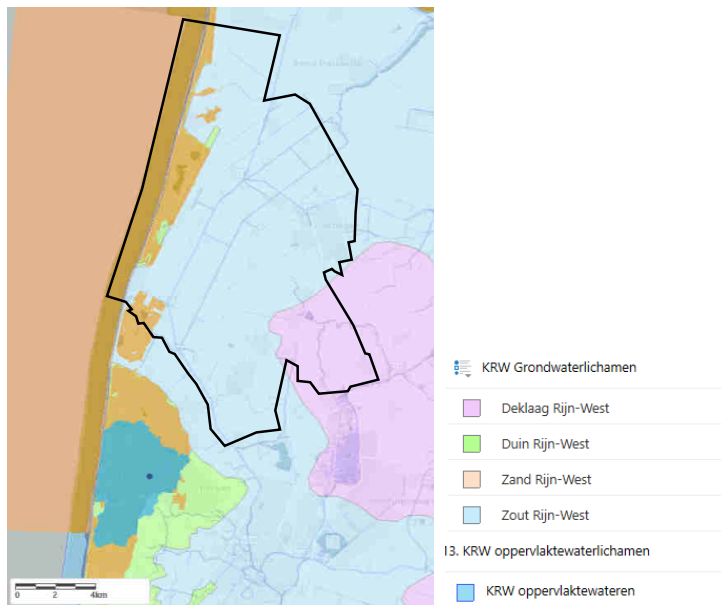 KRW Grondwaterlichamen
Deklaag Rijn-West
Duin Rijn-West
Zand Rijn-West
Zout Rijn-West
13. KRW oppervlaktewaterlichamen
KRW oppervlaktewateren
0 2 4km